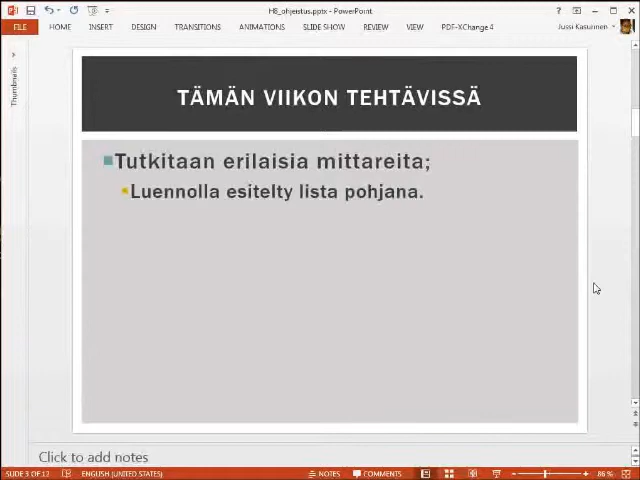 H8_ohjeistus.pptx - PowerPoint
FILE HOME INSERT DESIGN TRANSITIONS ANIMATIONS SLIDE SHOW REVIEW VIEW PDF-XChange 4 Jussi Kasurinen
Thumbnails
TÄMÄN VIIKON TEHTÄVISSÄ
Tutkitaan erilaisia mittareita;
Luennolla esitelty lista pohjana.
Click to add notes
SLIDE 3 OF 12 ENGLISH (UNITED STATES) NOTES COMMENTS 86 %